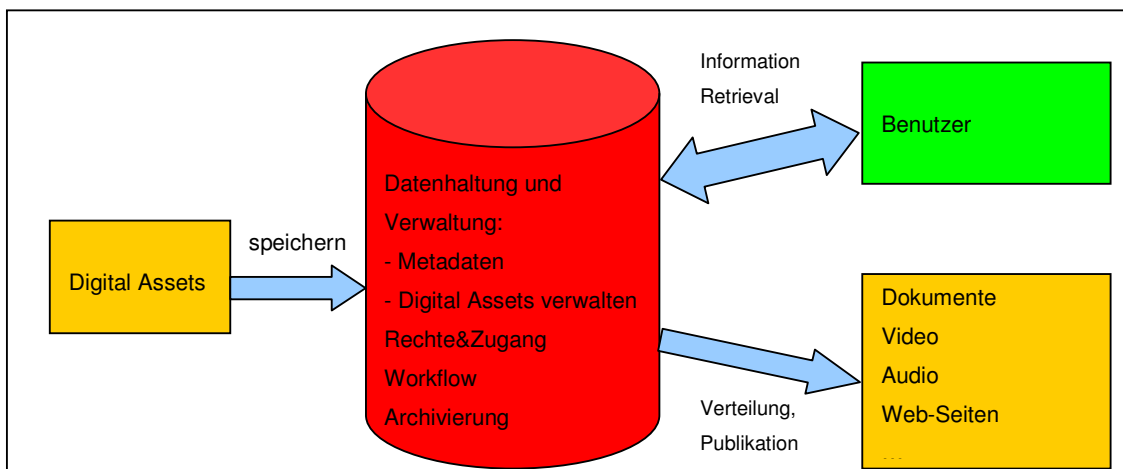 Digital Assets
speichern
Datenhaltung und
Verwaltung:
- Metadaten
- Digital Assets verwalten
Rechte&Zugang
Workflow
Archivierung
Information
Retrieval
Benutzer
Verteilung,
Publikation
Dokumente
Video
Audio
Web-Seiten
...